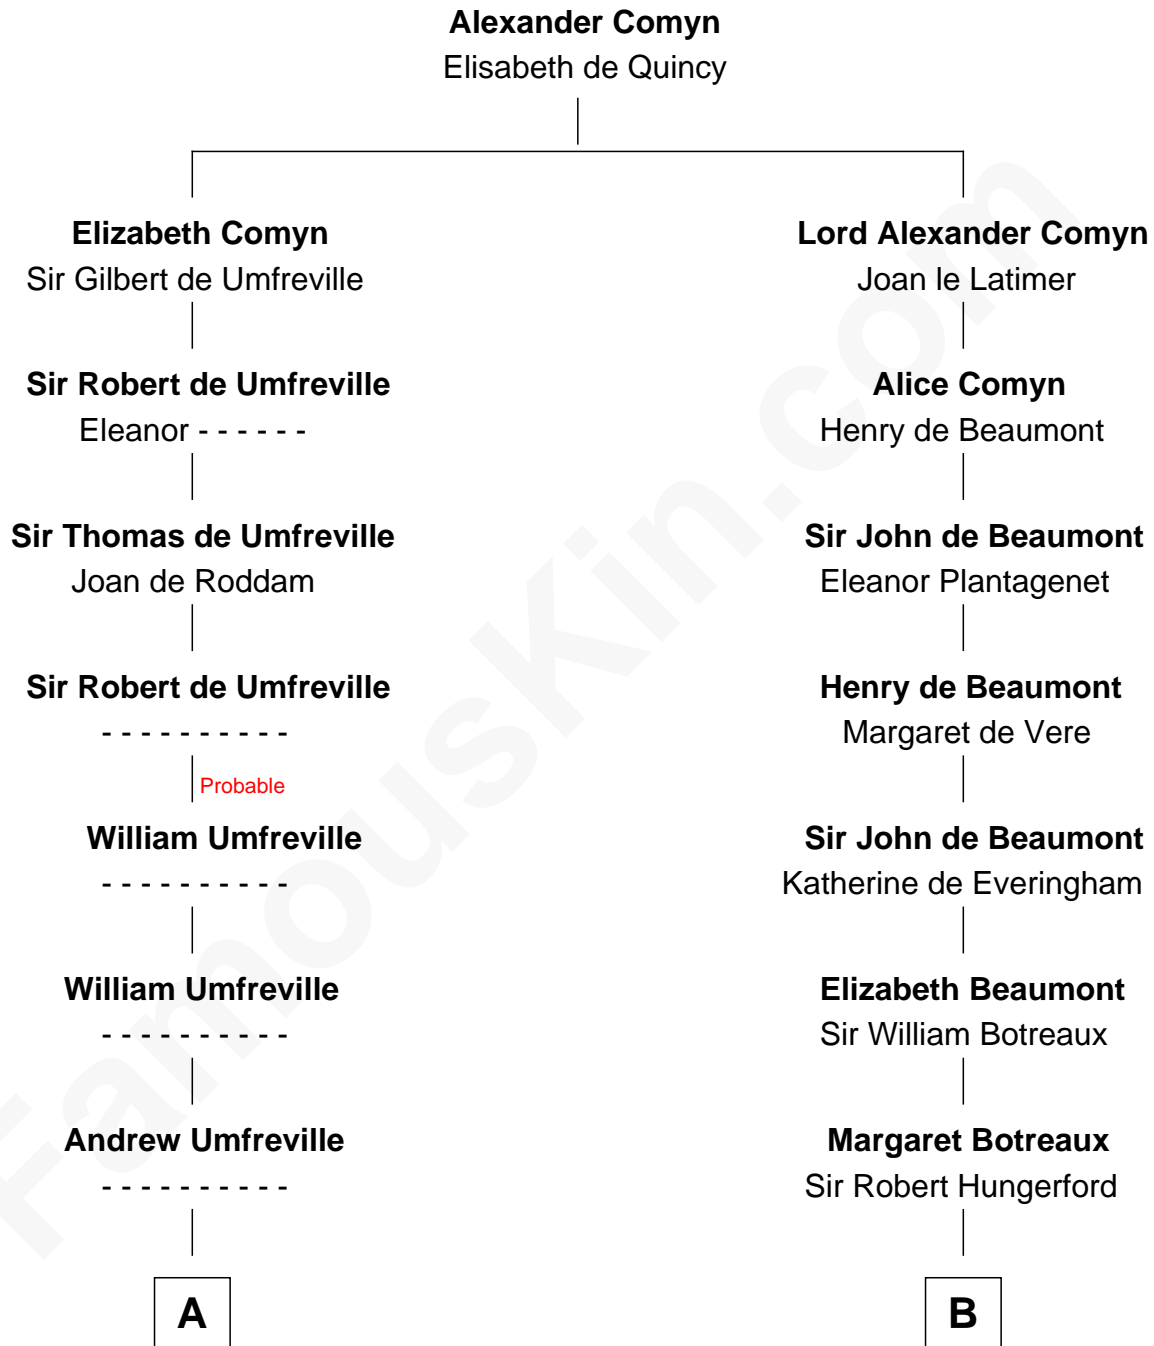 Alexander Comyn
Elisabeth de Quincy
Elizabeth Comyn
Sir Gilbert de Umfreville
Lord Alexander Comyn
Joan le Latimer
Sir Robert de Umfreville
Eleanor - - - - - -
Alice Comyn
Henry de Beaumont
Sir Thomas de Umfreville
Joan de Roddam
Sir John de Beaumont
Eleanor Plantagenet
Sir Robert de Umfreville
- - - - - - - - - -
Henry de Beaumont
Margaret de Vere
Probable
William Umfreville
- - - - - - - - - -
Sir John de Beaumont
Katherine de Everingham
William Umfreville
- - - - - - - - - -
Elizabeth Beaumont
Sir William Botreaux
Andrew Umfreville
- - - - - - - - - -
Margaret Botreaux
Sir Robert Hungerford
A
B
FamousKin.com